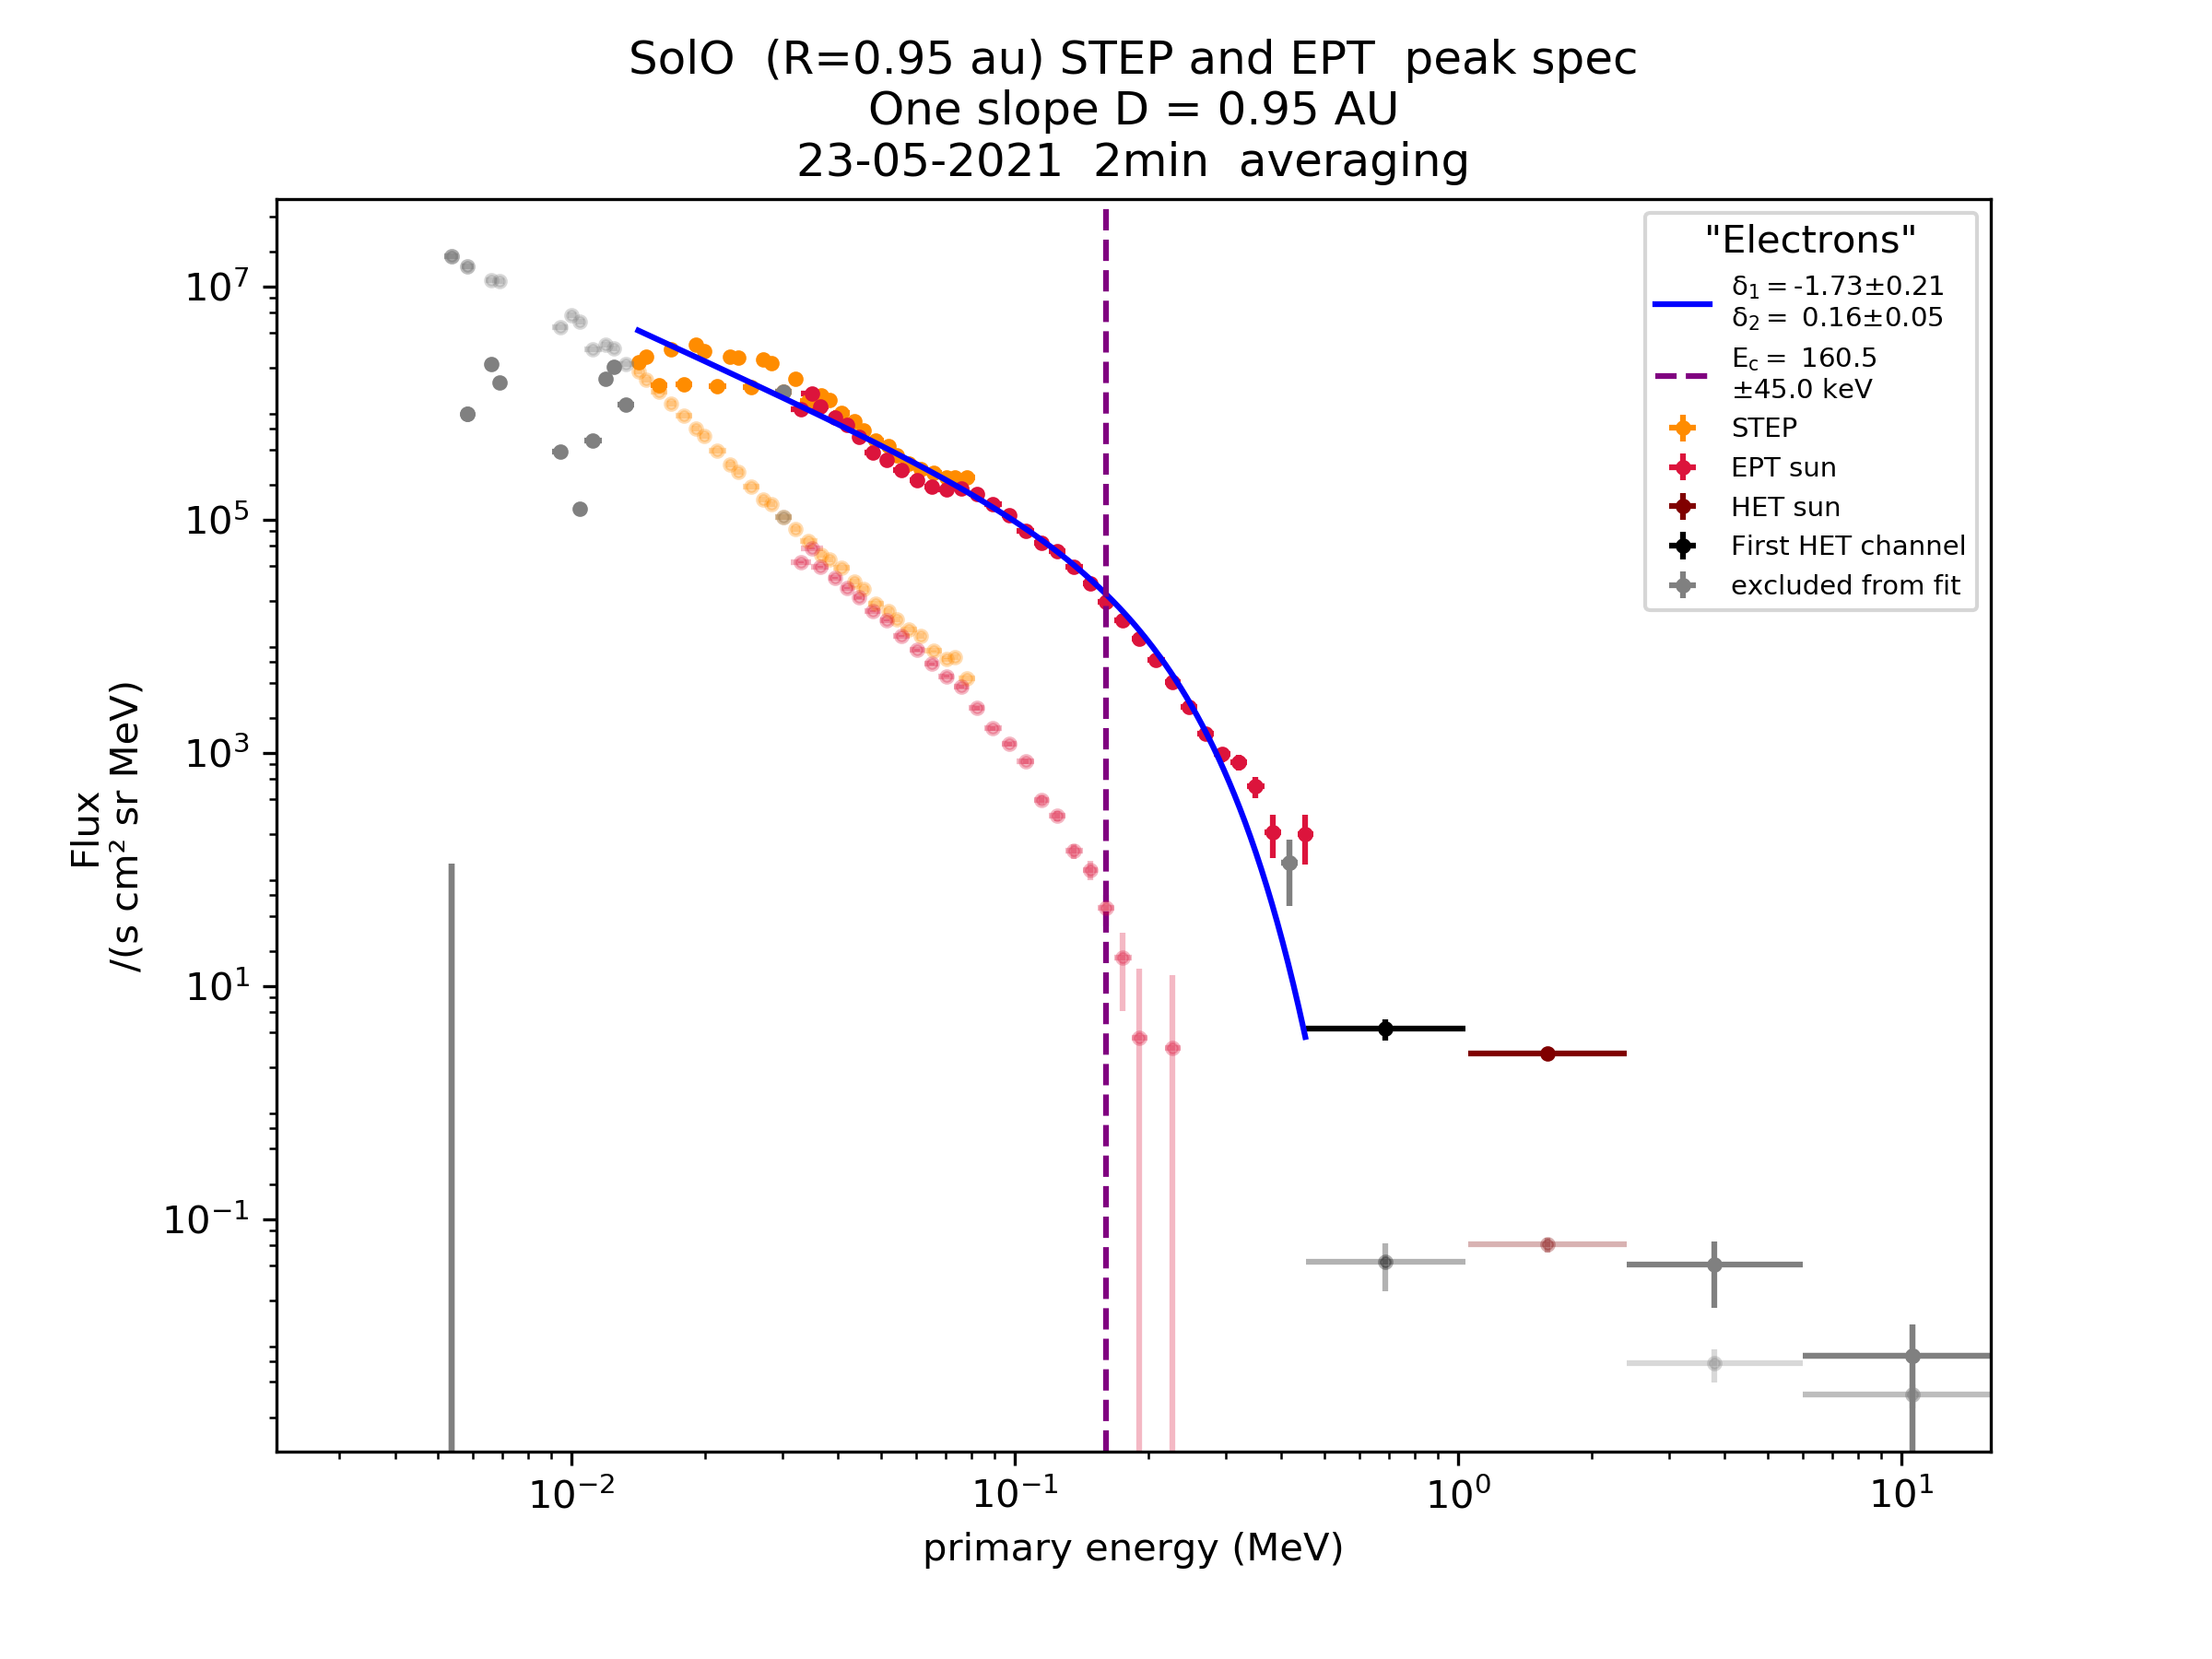 SolO  (R=0.95 au) STEP and EPT  peak spec
One slope D = 0.95 AU
23-05-2021  2min  averaging
"Electrons"
δ₁ = -1.73±0.21
δ₂ =  0.16±0.05
E_c =  160.5
±45.0 keV
STEP
EPT sun
HET sun
First HET channel
excluded from fit
10⁷
10⁵
10³
10¹
10⁻¹
Flux
/(s cm² sr MeV)
10⁻²
10⁻¹
10⁰
10¹
primary energy (MeV)